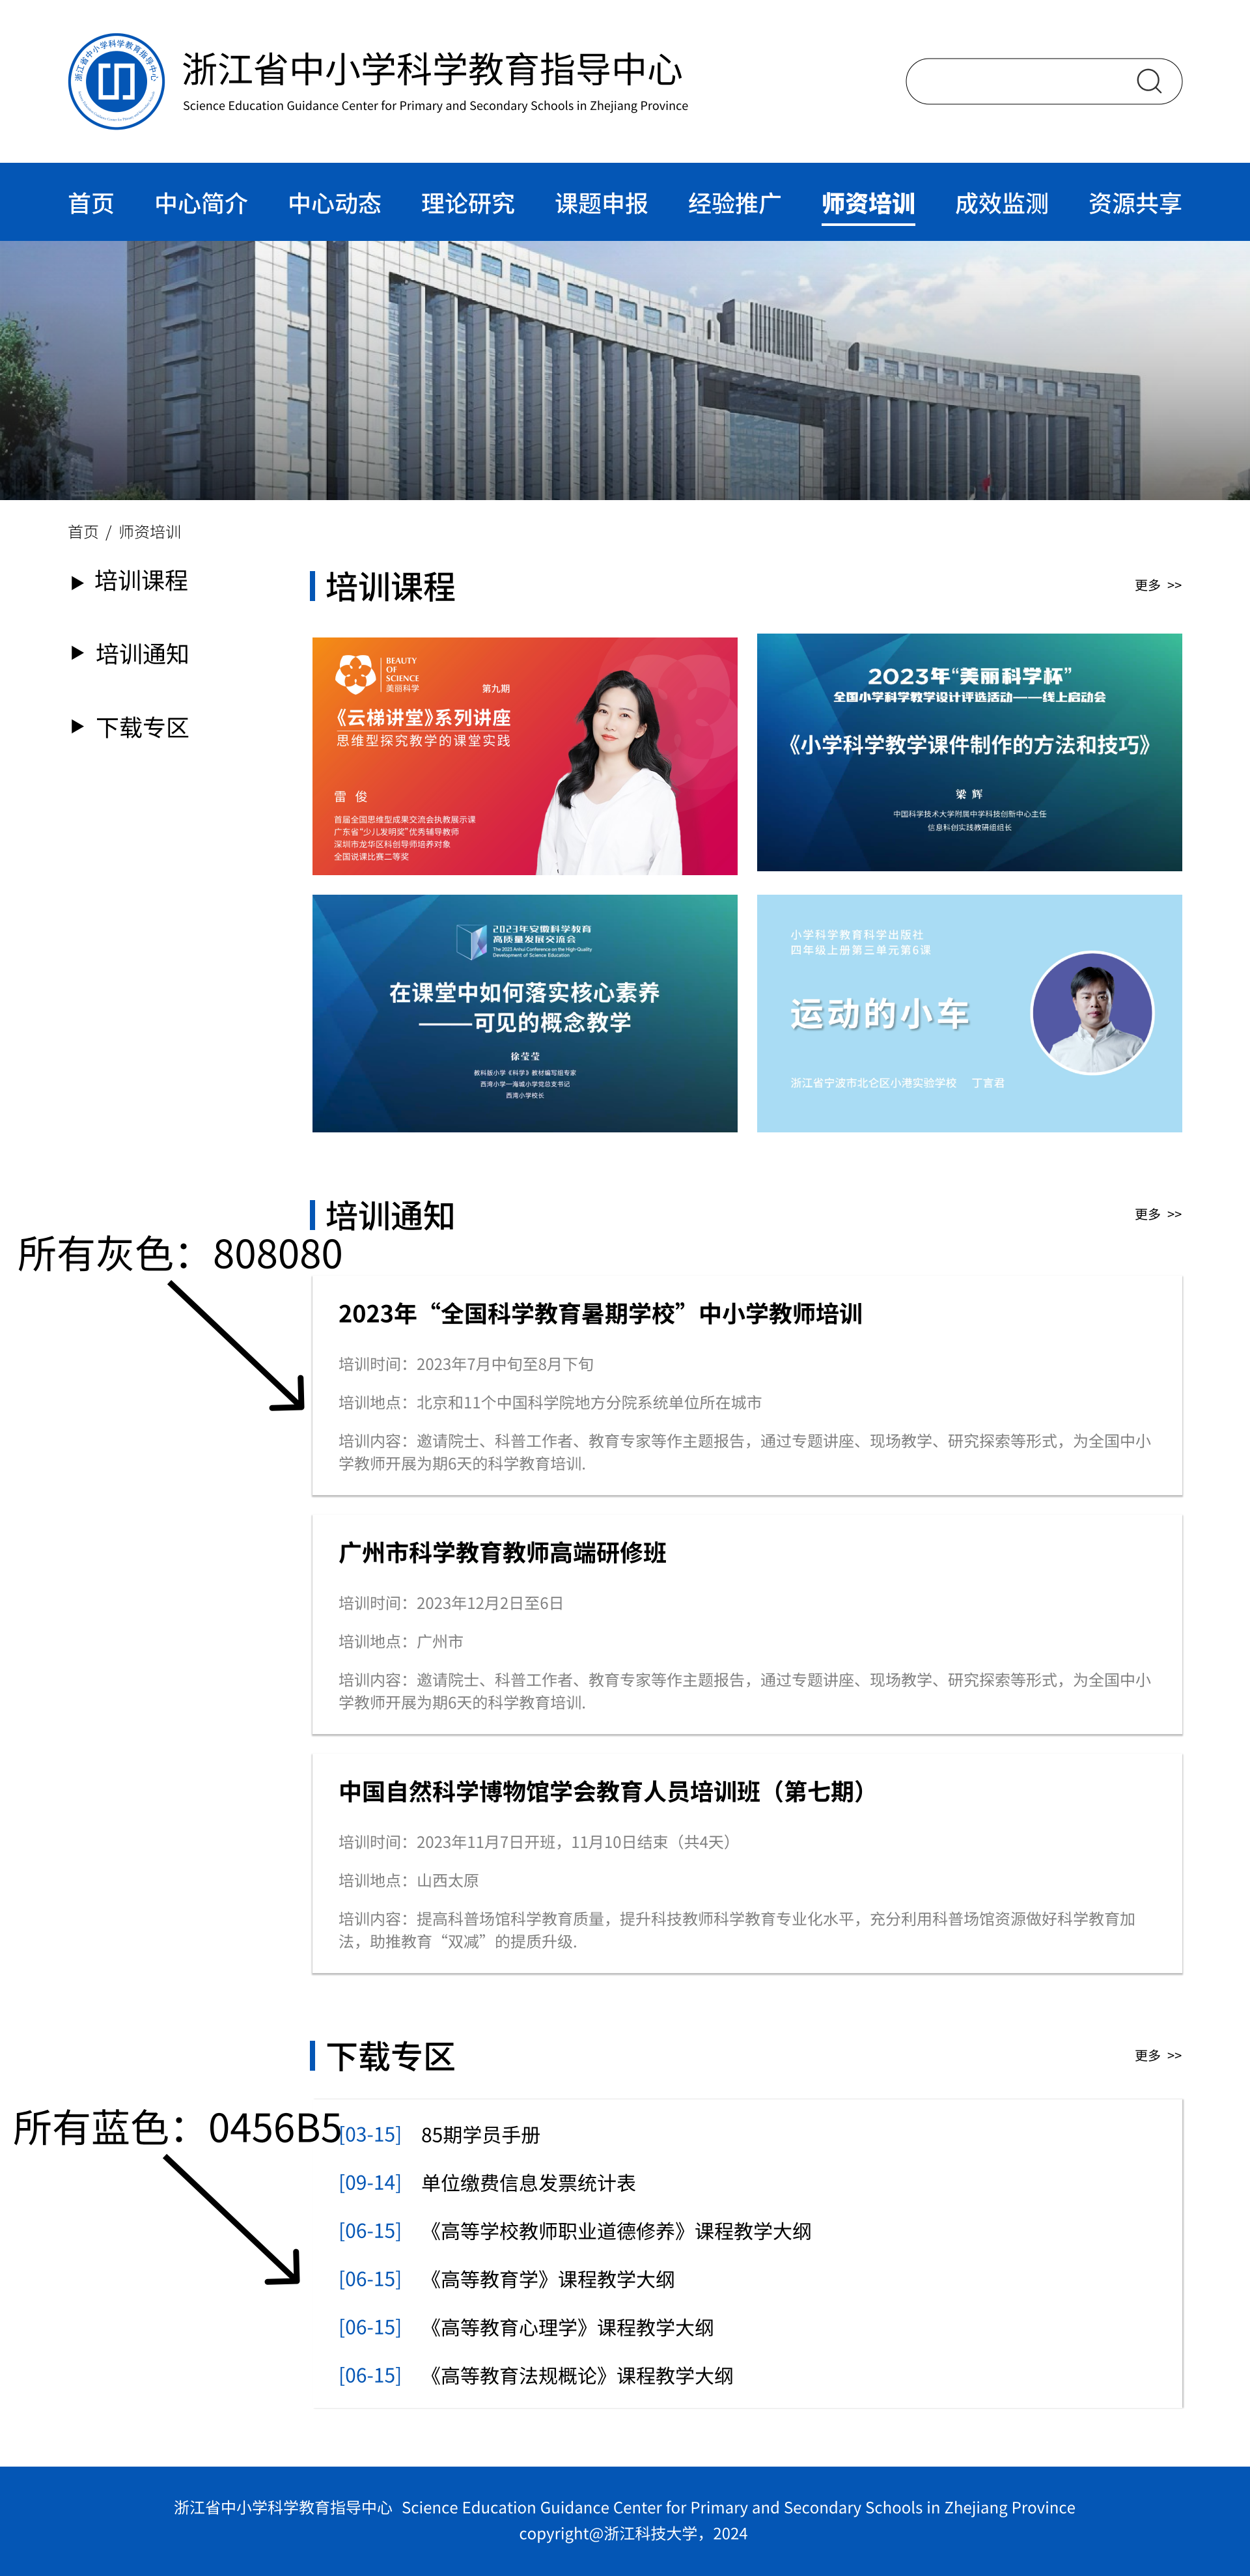 浙江省中小学科学教育指导中心
浙江省中小学科学教育指导中心
Science Education Guidance Center for Primary and Secondary Schools in Zhejiang Province
首页 中心简介 中心动态 理论研究 课题申报 经验推广 师资培训 成效监测 资源共享
首页 / 师资培训
培训课程
培训通知
下载专区
培训课程
更多 >>
BEAUTY
OF
SCIENCE
美丽科学
第九期
《云梯讲堂》系列讲座
思维型探究教学的课堂实践
雷 俊
首届全国思维型成果交流会执教展示课
广东省“少儿发明奖”优秀辅导教师
深圳市龙华区科创导师培养对象
全国说课比赛二等奖
2023年“美丽科学杯”
全国小学科学教学设计评选活动——线上启动会
《小学科学教学课件制作的方法和技巧》
梁 辉
中国科学技术大学附属中学科技创新中心主任
信息科创实践教研组组长
2023年安徽科学教育
高质量发展交流会
The 2023 Anhui Conference on the High-Quality
Development of Science Education
在课堂中如何落实核心素养
——可见的概念教学
徐莹莹
教科版小学《科学》教材编写组专家
西湾小学—海城小学党总支书记
西湾小学校长
小学科学教育科学出版社
四年级上册第三单元第6课
运动的小车
浙江省宁波市北仑区小港实验学校 丁言君
培训通知
更多 >>
所有灰色：808080
2023年“全国科学教育暑期学校”中小学教师培训
培训时间：2023年7月中旬至8月下旬
培训地点：北京和11个中国科学院地方分院系统单位所在城市
培训内容：邀请院士、科普工作者、教育专家等作主题报告，通过专题讲座、现场教学、研究探索等形式，为全国中小
学教师开展为期6天的科学教育培训.
广州市科学教育教师高端研修班
培训时间：2023年12月2日至6日
培训地点：广州市
培训内容：邀请院士、科普工作者、教育专家等作主题报告，通过专题讲座、现场教学、研究探索等形式，为全国中小
学教师开展为期6天的科学教育培训.
中国自然科学博物馆学会教育人员培训班（第七期）
培训时间：2023年11月7日开班，11月10日结束（共4天）
培训地点：山西太原
培训内容：提高科普场馆科学教育质量，提升科技教师科学教育专业化水平，充分利用科普场馆资源做好科学教育加
法，助推教育“双减”的提质升级.
下载专区
更多 >>
所有蓝色：0456B5
[03-15] 85期学员手册
[09-14] 单位缴费信息发票统计表
[06-15] 《高等学校教师职业道德修养》课程教学大纲
[06-15] 《高等教育学》课程教学大纲
[06-15] 《高等教育心理学》课程教学大纲
[06-15] 《高等教育法规概论》课程教学大纲
浙江省中小学科学教育指导中心 Science Education Guidance Center for Primary and Secondary Schools in Zhejiang Province
copyright@浙江科技大学，2024